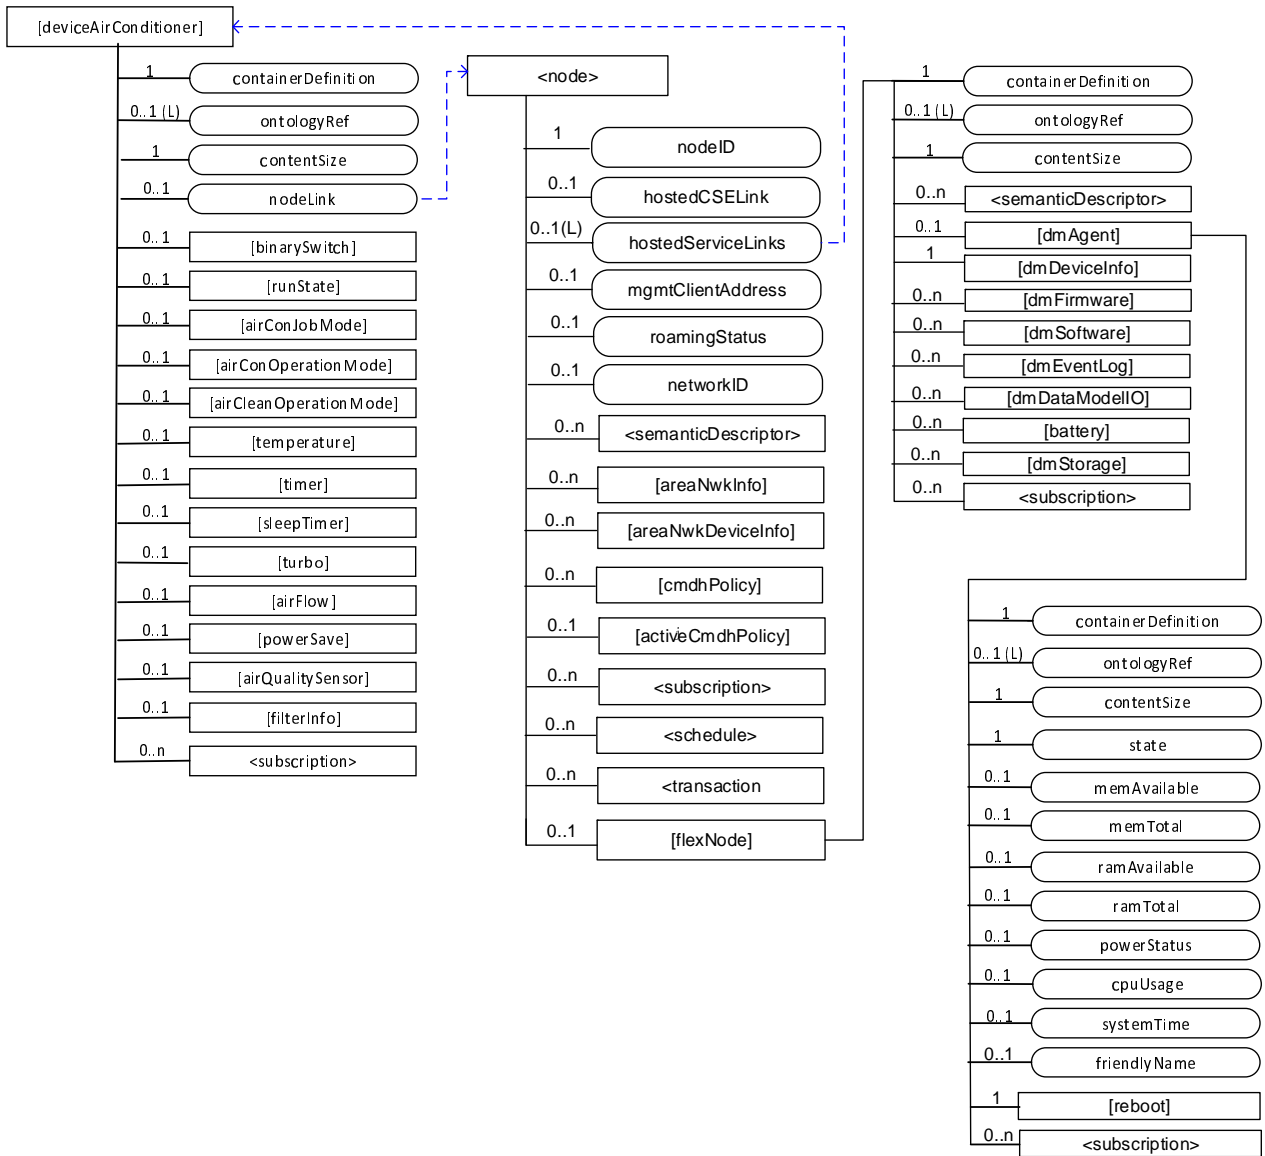 [deviceAirConditioner]
1
containerDefinition
0..1 (L)
ontologyRef
1
contentSize
0..1
nodeLink
0..1
[binarySwitch]
0..1
[runState]
0..1
[airConJobMode]
0..1
[airConOperationMode]
0..1
[airCleanOperationMode]
0..1
[temperature]
0..1
[timer]
0..1
[sleepTimer]
0..1
[turbo]
0..1
[airFlow]
0..1
[powerSave]
0..1
[airQualitySensor]
0..1
[filterInfo]
0..n
<subscription>
<node>
1
nodeID
0..1
hostedCSELink
0..1(L)
hostedServiceLinks
0..1
mgmtClientAddress
0..1
roamingStatus
0..1
networkID
0..n
<semanticDescriptor>
0..n
[areaNwkInfo]
0..n
[areaNwkDeviceInfo]
0..n
[cmdhPolicy]
0..1
[activeCmdhPolicy]
0..n
<subscription>
0..n
<schedule>
0..n
<transaction
0..1
[flexNode]
1
containerDefinition
0..1 (L)
ontologyRef
1
contentSize
0..n
<semanticDescriptor>
0..1
[dmAgent]
1
[dmDeviceInfo]
0..n
[dmFirmware]
0..n
[dmSoftware]
0..n
[dmEventLog]
0..n
[dmDataModelIO]
0..n
[battery]
0..n
[dmStorage]
0..n
<subscription>
1
containerDefinition
0..1 (L)
ontologyRef
1
contentSize
1
state
0..1
memAvailable
0..1
memTotal
0..1
ramAvailable
0..1
ramTotal
0..1
powerStatus
0..1
cpuUsage
0..1
systemTime
0..1
friendlyName
1
[reboot]
0..n
<subscription>